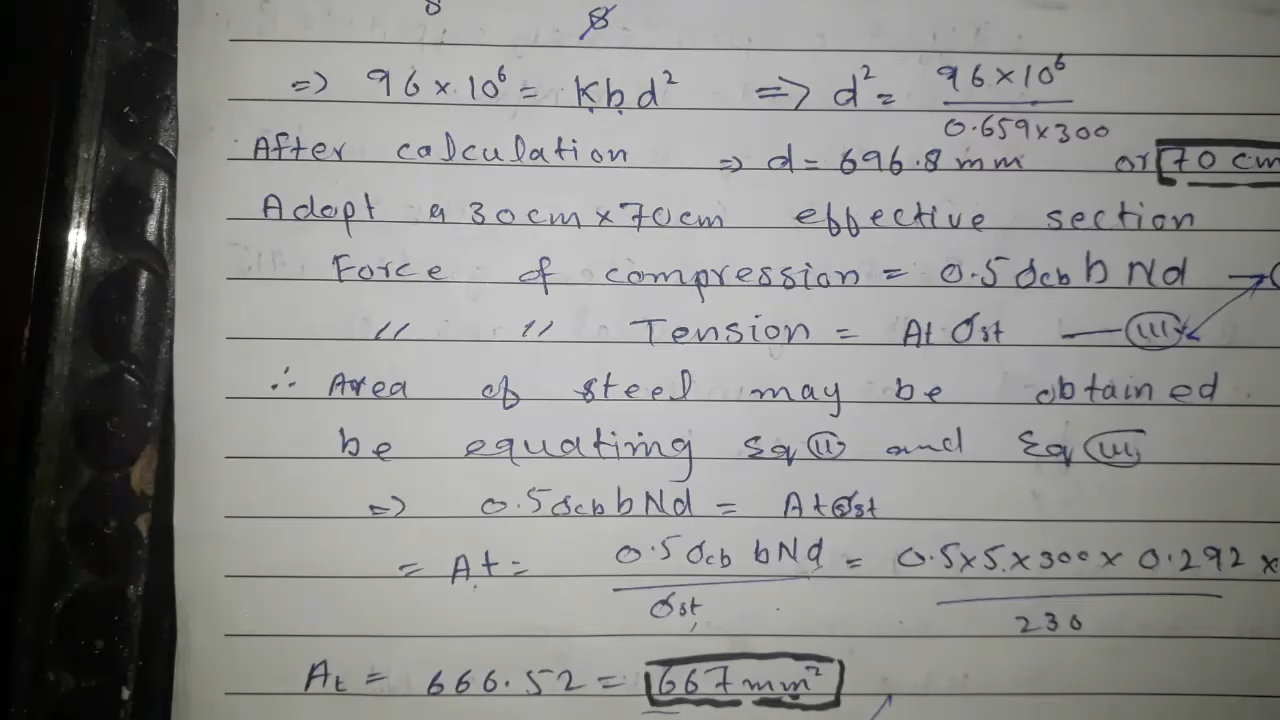 => 96 × 10⁶ = kbd² => d² = 96×10⁶ / 0.659×300
After calculation => d = 696.8 mm or 70 cm
Adopt a 30cm×70cm effective section
Force of compression = 0.5 σcb b Nd →
〃 〃 Tension = At σst — (III)
∴ Area of steel may be obtained.
be equating Eq (II) and Eq (III)
=> 0.5σcb b Nd = At σst
= At = 0.5 σcb bNd / σst = 0.5×5×300×0.292× / 230
At = 666.52 = 667 mm²